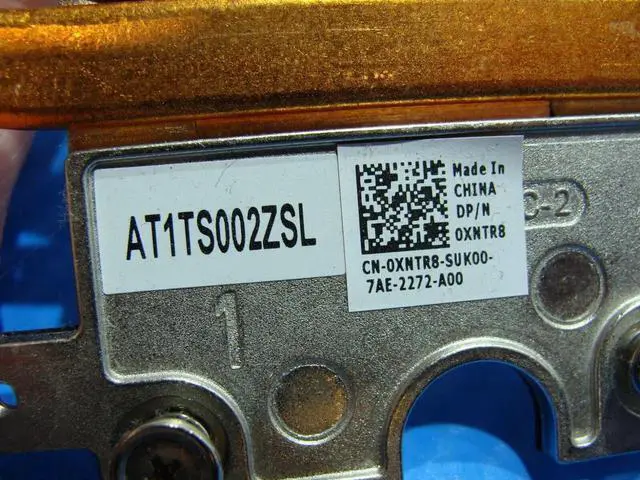 AT1TS002ZSL
Made In
CHINA
DP/N
0XNTR8
CN-0XNTR8-SUK00-
7AE-2272-A00
C-2
1